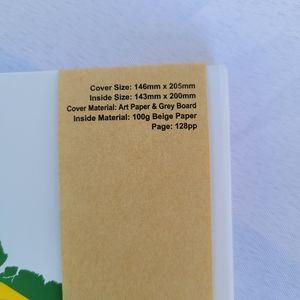 Cover Size: 146mm x 205mm
Inside Size: 143mm x 200mm
Cover Material: Art Paper & Grey Board
Inside Material: 100g Beige Paper
Page: 128pp